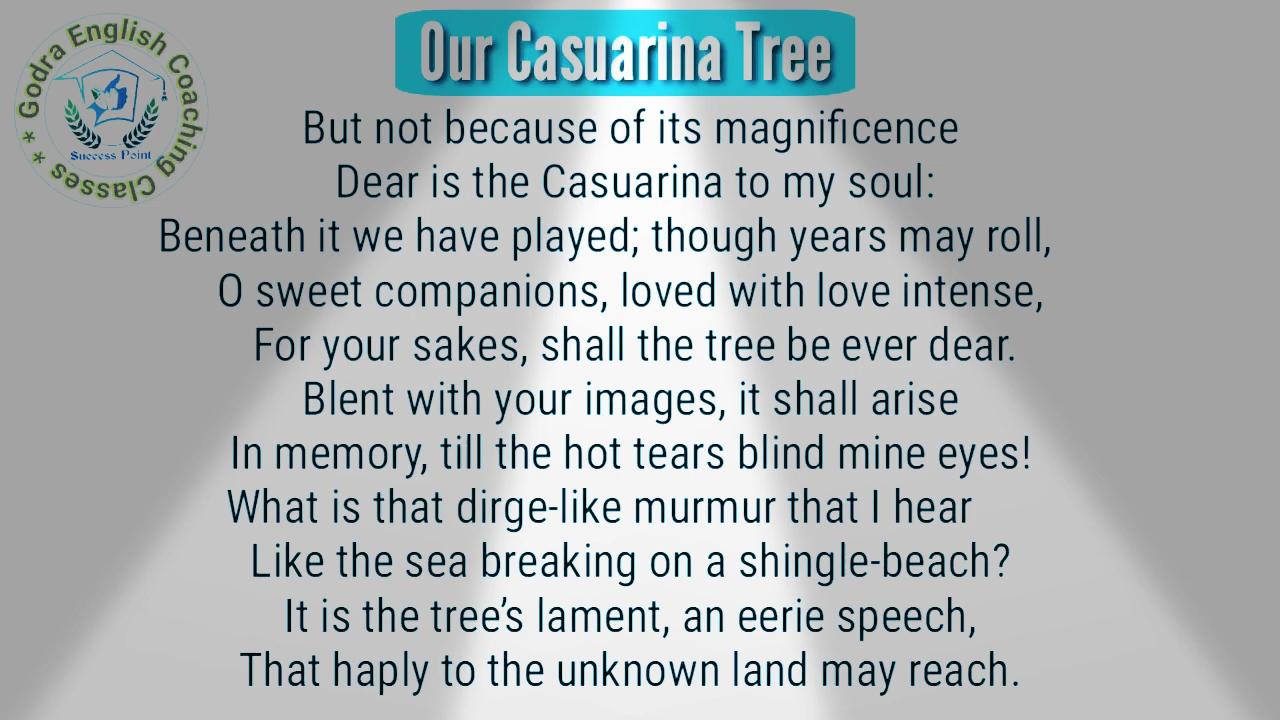 Godra English Coaching Classes **
Success Point
Our Casuarina Tree
But not because of its magnificence
Dear is the Casuarina to my soul:
Beneath it we have played; though years may roll,
O sweet companions, loved with love intense,
For your sakes, shall the tree be ever dear.
Blent with your images, it shall arise
In memory, till the hot tears blind mine eyes!
What is that dirge-like murmur that I hear
Like the sea breaking on a shingle-beach?
It is the tree’s lament, an eerie speech,
That haply to the unknown land may reach.